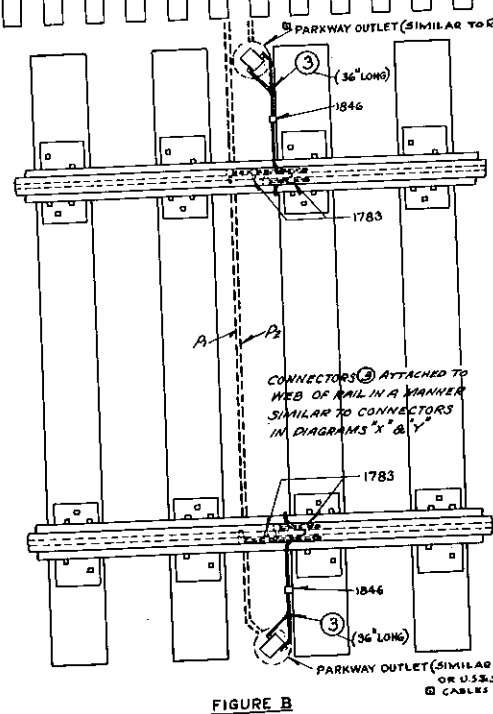 PARKWAY OUTLET (SIMILAR TO
3
(36" LONG)
1846
1783
P1 P2
CONNECTORS 3 ATTACHED TO
WEB OF RAIL IN A MANNER
SIMILAR TO CONNECTORS
IN DIAGRAMS "X" & "Y"
1783
1846
3
(36" LONG)
PARKWAY OUTLET (SIMILAR
OR U.S.&S.
CABLES
FIGURE B